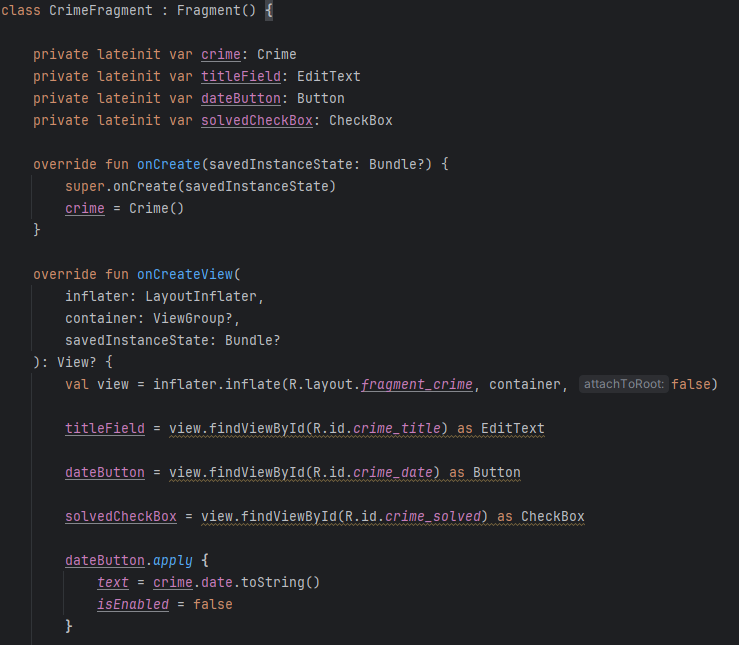 class CrimeFragment : Fragment() {
private lateinit var crime: Crime
private lateinit var titleField: EditText
private lateinit var dateButton: Button
private lateinit var solvedCheckBox: CheckBox
override fun onCreate(savedInstanceState: Bundle?) {
super.onCreate(savedInstanceState)
crime = Crime()
}
override fun onCreateView(
inflater: LayoutInflater,
container: ViewGroup?,
savedInstanceState: Bundle?
): View? {
val view = inflater.inflate(R.layout.fragment_crime, container, attachToRoot: false)
titleField = view.findViewById(R.id.crime_title) as EditText
dateButton = view.findViewById(R.id.crime_date) as Button
solvedCheckBox = view.findViewById(R.id.crime_solved) as CheckBox
dateButton.apply {
text = crime.date.toString()
isEnabled = false
}